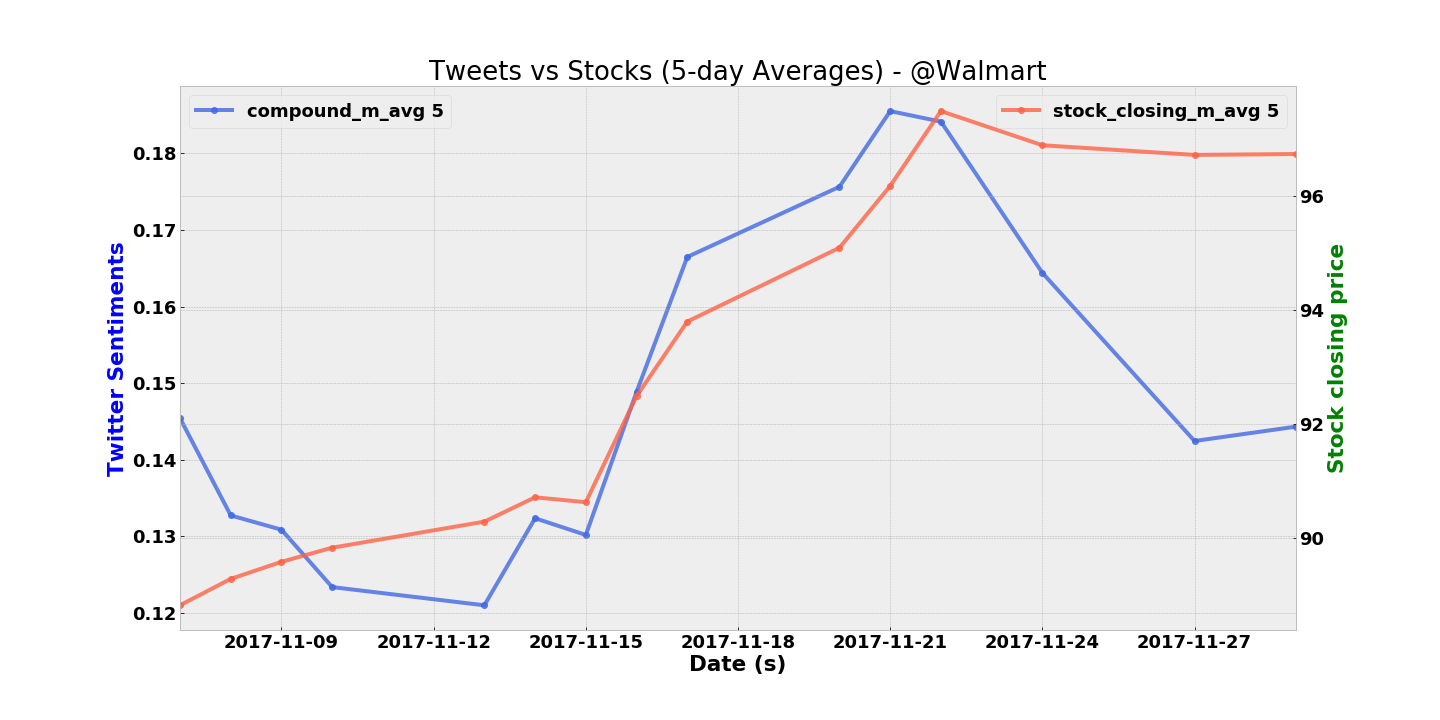 Tweets vs Stocks (5-day Averages) - @Walmart
compound_m_avg 5
stock_closing_m_avg 5
Twitter Sentiments
0.18
0.17
0.16
0.15
0.14
0.13
0.12
96
94
92
90
Stock closing price
2017-11-09 2017-11-12 2017-11-15 2017-11-18 2017-11-21 2017-11-24 2017-11-27
Date (s)